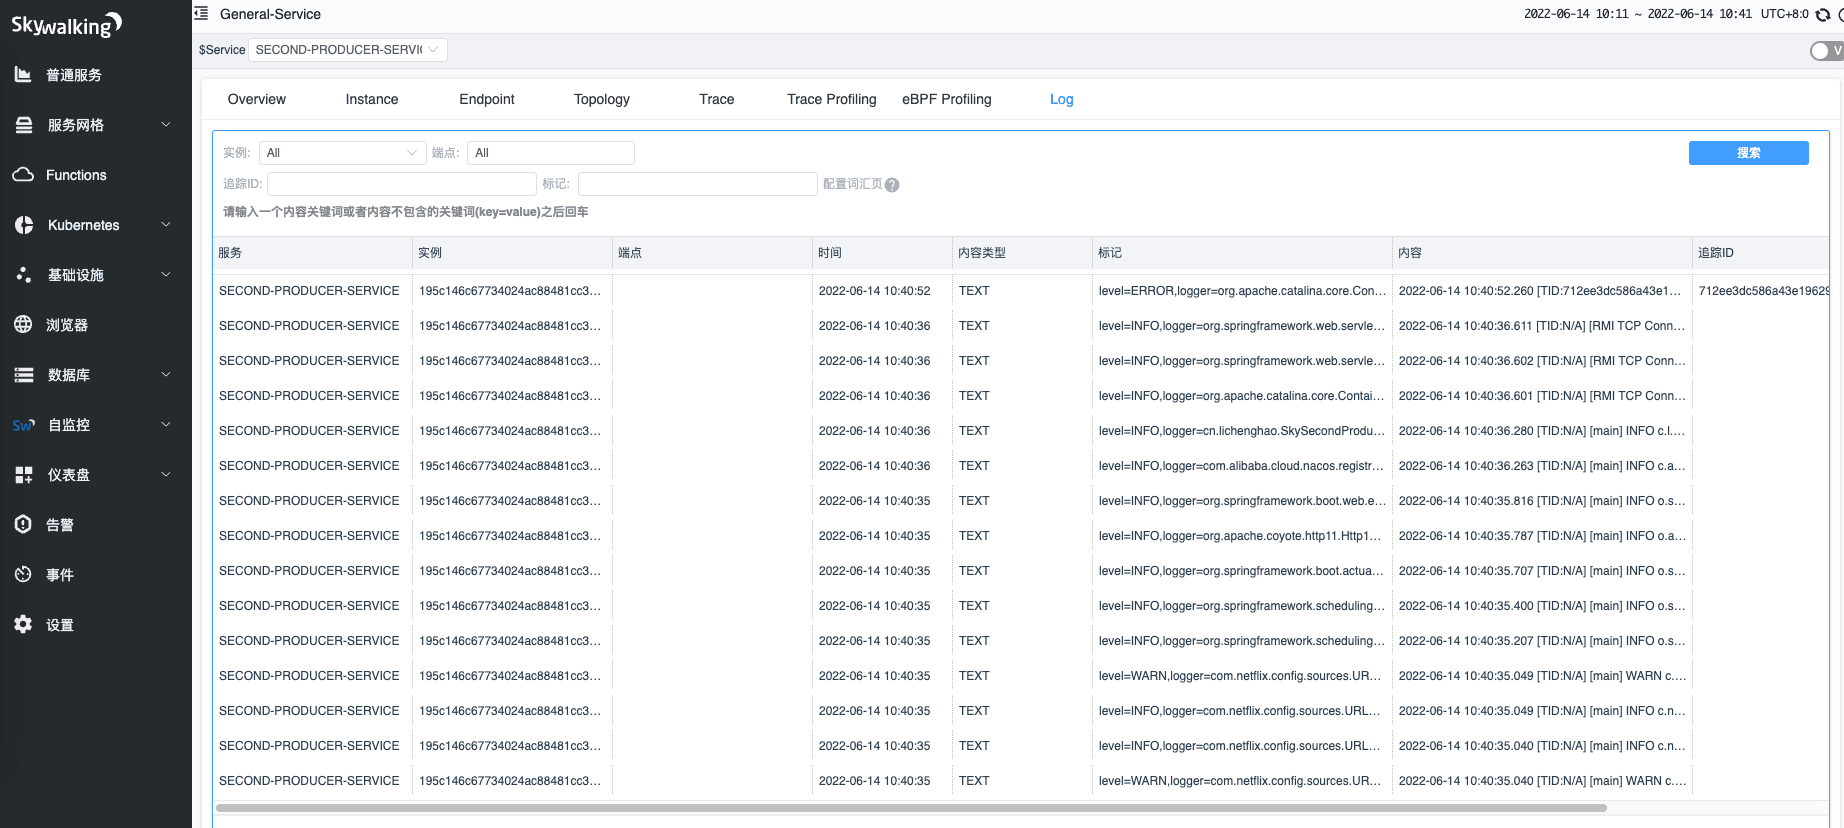 Skywalking
General-Service
2022-06-14 10:11 ~ 2022-06-14 10:41 UTC+8:0
$Service SECOND-PRODUCER-SERVI
V
普通服务
服务网格
Functions
Kubernetes
基础设施
浏览器
数据库
Sw 自监控
仪表盘
告警
事件
设置
Overview Instance Endpoint Topology Trace Trace Profiling eBPF Profiling Log
实例: All 端点: All 搜索
追踪ID: 标记: 配置词汇页 ?
请输入一个内容关键词或者内容不包含的关键词(key=value)之后回车
服务 实例 端点 时间 内容类型 标记 内容 追踪ID
SECOND-PRODUCER-SERVICE 195c146c67734024ac88481cc3... 2022-06-14 10:40:52 TEXT level=ERROR,logger=org.apache.catalina.core.Con... 2022-06-14 10:40:52.260 [TID:712ee3dc586a43e1... 712ee3dc586a43e19629
SECOND-PRODUCER-SERVICE 195c146c67734024ac88481cc3... 2022-06-14 10:40:36 TEXT level=INFO,logger=org.springframework.web.servle... 2022-06-14 10:40:36.611 [TID:N/A] [RMI TCP Conn...
SECOND-PRODUCER-SERVICE 195c146c67734024ac88481cc3... 2022-06-14 10:40:36 TEXT level=INFO,logger=org.springframework.web.servle... 2022-06-14 10:40:36.602 [TID:N/A] [RMI TCP Conn...
SECOND-PRODUCER-SERVICE 195c146c67734024ac88481cc3... 2022-06-14 10:40:36 TEXT level=INFO,logger=org.apache.catalina.core.Contai... 2022-06-14 10:40:36.601 [TID:N/A] [RMI TCP Conn...
SECOND-PRODUCER-SERVICE 195c146c67734024ac88481cc3... 2022-06-14 10:40:36 TEXT level=INFO,logger=cn.lichenghao.SkySecondProdu... 2022-06-14 10:40:36.280 [TID:N/A] [main] INFO c.l....
SECOND-PRODUCER-SERVICE 195c146c67734024ac88481cc3... 2022-06-14 10:40:36 TEXT level=INFO,logger=com.alibaba.cloud.nacos.registr... 2022-06-14 10:40:36.263 [TID:N/A] [main] INFO c.a...
SECOND-PRODUCER-SERVICE 195c146c67734024ac88481cc3... 2022-06-14 10:40:35 TEXT level=INFO,logger=org.springframework.boot.web.e... 2022-06-14 10:40:35.816 [TID:N/A] [main] INFO o.s...
SECOND-PRODUCER-SERVICE 195c146c67734024ac88481cc3... 2022-06-14 10:40:35 TEXT level=INFO,logger=org.apache.coyote.http11.Http1... 2022-06-14 10:40:35.787 [TID:N/A] [main] INFO o.a...
SECOND-PRODUCER-SERVICE 195c146c67734024ac88481cc3... 2022-06-14 10:40:35 TEXT level=INFO,logger=org.springframework.boot.actua... 2022-06-14 10:40:35.707 [TID:N/A] [main] INFO o.s...
SECOND-PRODUCER-SERVICE 195c146c67734024ac88481cc3... 2022-06-14 10:40:35 TEXT level=INFO,logger=org.springframework.scheduling... 2022-06-14 10:40:35.400 [TID:N/A] [main] INFO o.s...
SECOND-PRODUCER-SERVICE 195c146c67734024ac88481cc3... 2022-06-14 10:40:35 TEXT level=INFO,logger=org.springframework.scheduling... 2022-06-14 10:40:35.207 [TID:N/A] [main] INFO o.s...
SECOND-PRODUCER-SERVICE 195c146c67734024ac88481cc3... 2022-06-14 10:40:35 TEXT level=WARN,logger=com.netflix.config.sources.UR... 2022-06-14 10:40:35.049 [TID:N/A] [main] WARN c....
SECOND-PRODUCER-SERVICE 195c146c67734024ac88481cc3... 2022-06-14 10:40:35 TEXT level=INFO,logger=com.netflix.config.sources.URL... 2022-06-14 10:40:35.049 [TID:N/A] [main] INFO c.n...
SECOND-PRODUCER-SERVICE 195c146c67734024ac88481cc3... 2022-06-14 10:40:35 TEXT level=INFO,logger=com.netflix.config.sources.URL... 2022-06-14 10:40:35.040 [TID:N/A] [main] INFO c.n...
SECOND-PRODUCER-SERVICE 195c146c67734024ac88481cc3... 2022-06-14 10:40:35 TEXT level=WARN,logger=com.netflix.config.sources.UR... 2022-06-14 10:40:35.040 [TID:N/A] [main] WARN c....